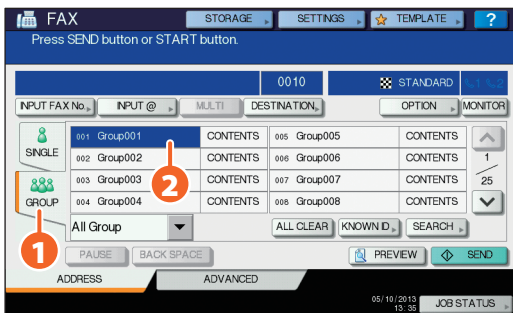 FAX STORAGE SETTINGS TEMPLATE ?
Press SEND button or START button.
0010 STANDARD 1 2
INPUT FAX No. INPUT @ MULTI DESTINATION OPTION MONITOR
SINGLE
001 Group001 CONTENTS 005 Group005 CONTENTS
002 Group002 CONTENTS 006 Group006 CONTENTS 1
003 Group003 CONTENTS 007 Group007 CONTENTS 25
2
GROUP 004 Group004 CONTENTS 008 Group008 CONTENTS
1
All Group ALL CLEAR KNOWN ID SEARCH
PAUSE BACK SPACE PREVIEW SEND
ADDRESS ADVANCED
05/10/2013
13:35 JOB STATUS